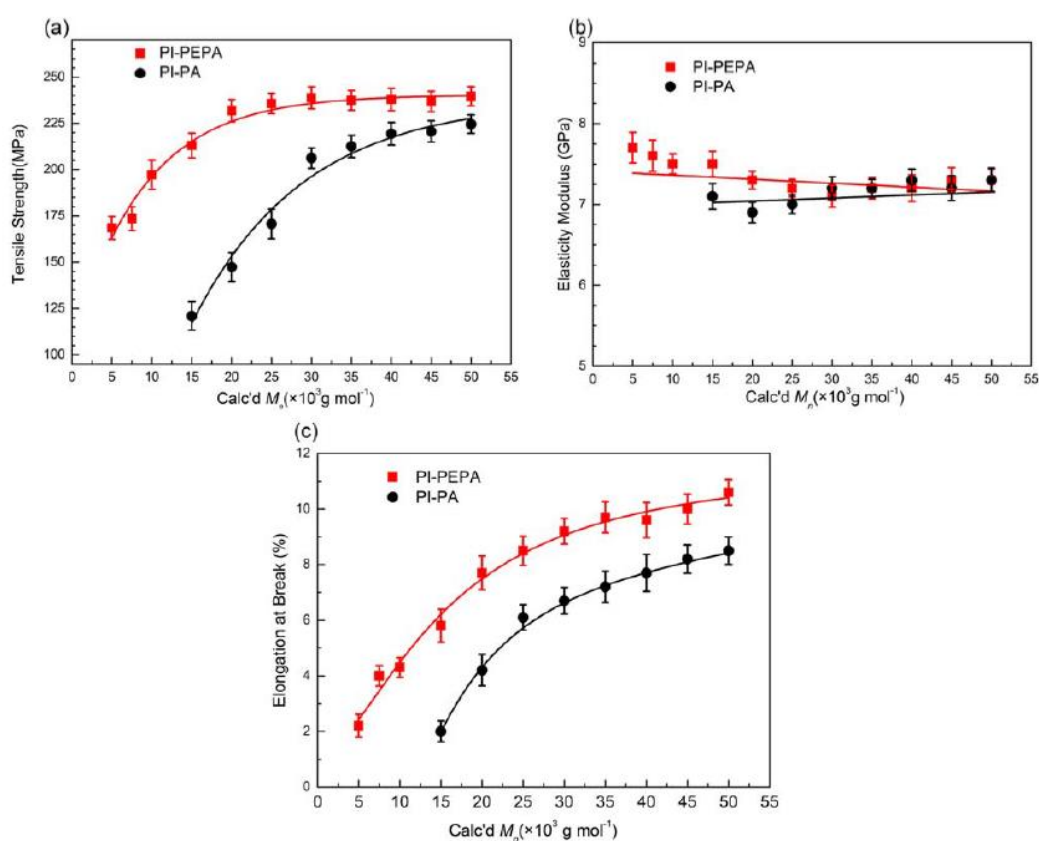 (a)
PI-PEPA
PI-PA
Tensile Strength(MPa)
250
225
200
175
150
125
100
0 5 10 15 20 25 30 35 40 45 50 55
Calc'd Mn(×10³g mol⁻¹)
(b)
PI-PEPA
PI-PA
Elasticity Modulus (GPa)
9
8
7
6
5
0 5 10 15 20 25 30 35 40 45 50 55
Calc'd Mn(×10³g mol⁻¹)
(c)
PI-PEPA
PI-PA
Elongation at Break (%)
12
10
8
6
4
2
0
0 5 10 15 20 25 30 35 40 45 50 55
Calc'd Mn(×10³ g mol⁻¹)